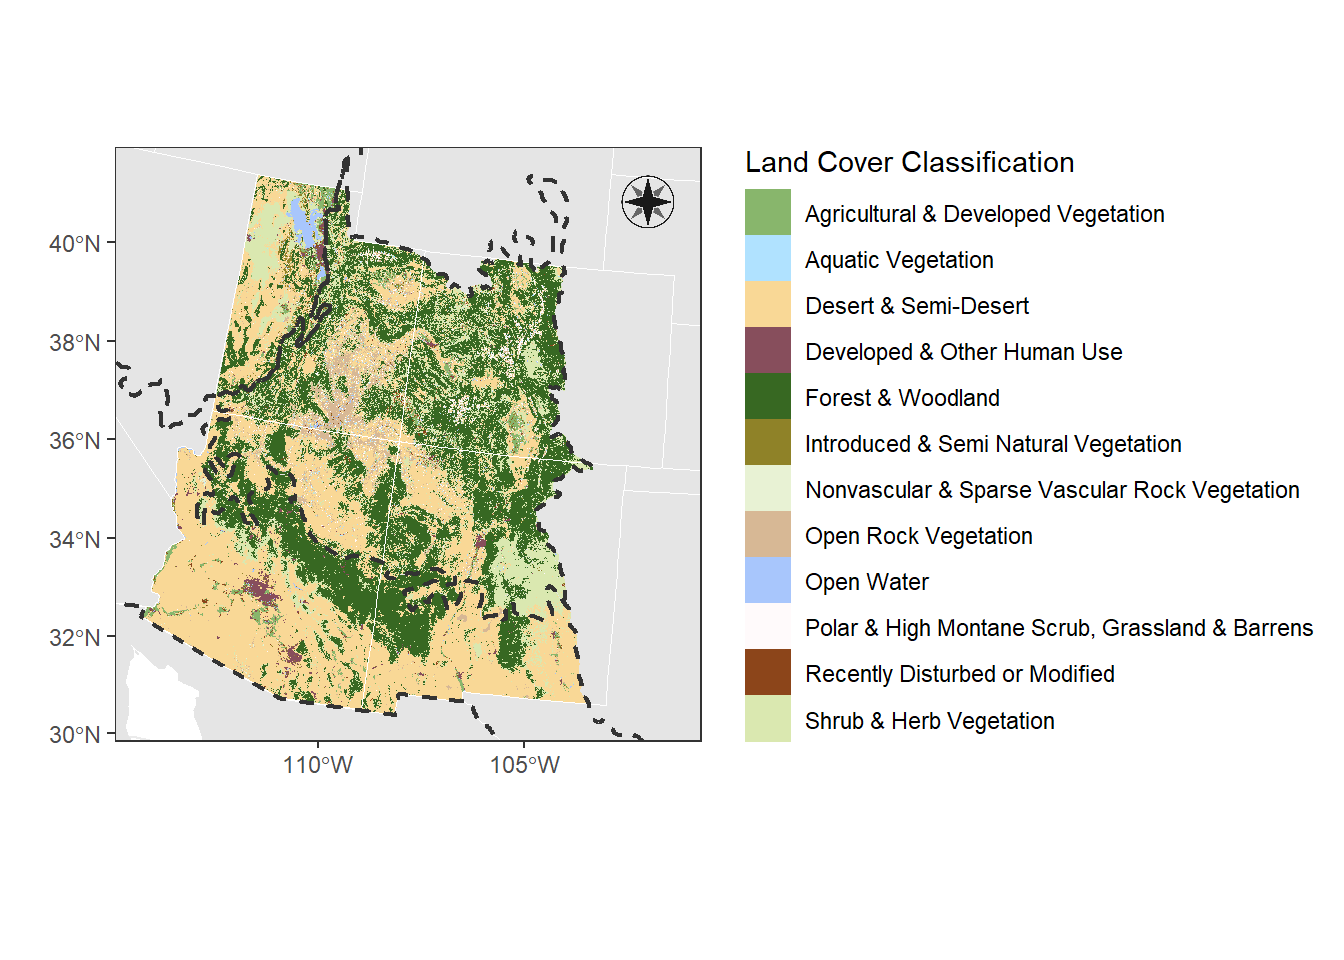 Land Cover Classification
Agricultural & Developed Vegetation
Aquatic Vegetation
Desert & Semi-Desert
Developed & Other Human Use
Forest & Woodland
Introduced & Semi Natural Vegetation
Nonvascular & Sparse Vascular Rock Vegetation
Open Rock Vegetation
Open Water
Polar & High Montane Scrub, Grassland & Barrens
Recently Disturbed or Modified
Shrub & Herb Vegetation
40°N
38°N
36°N
34°N
32°N
30°N
110°W
105°W